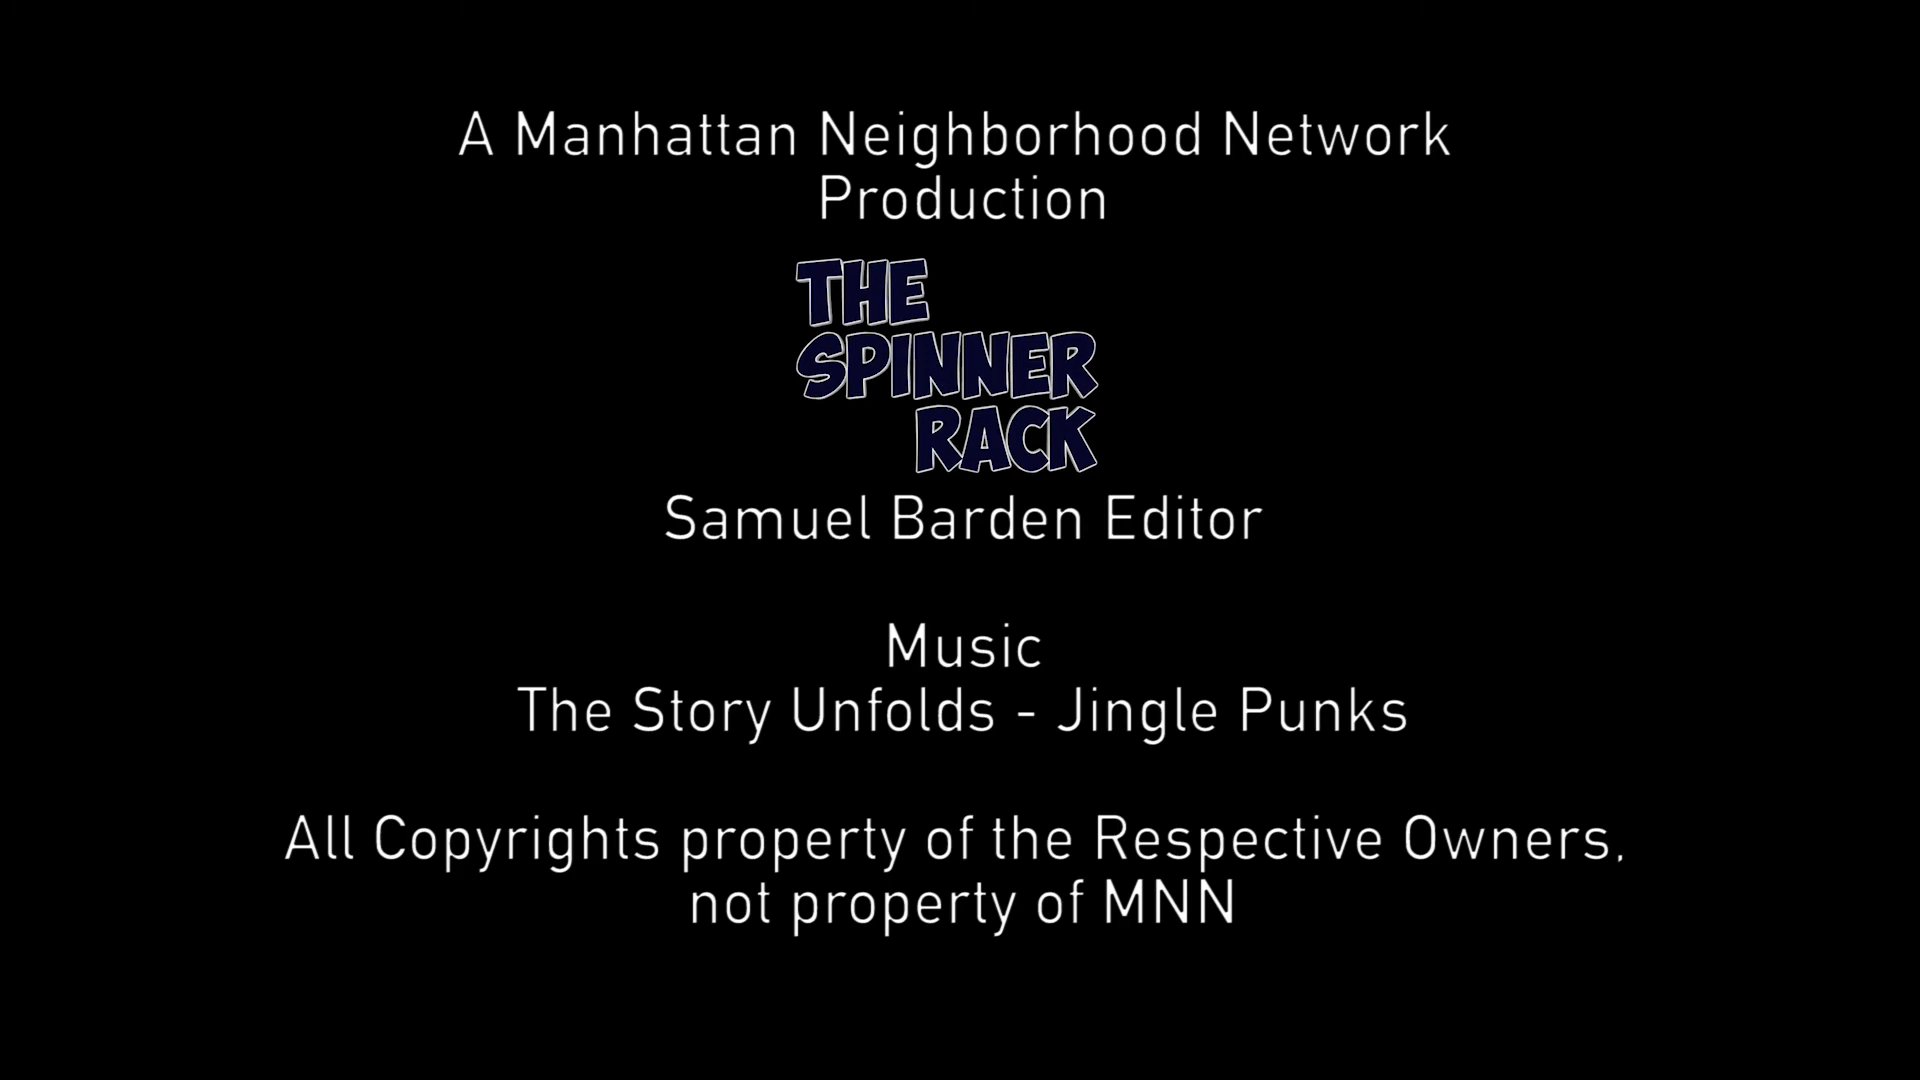 A Manhattan Neighborhood Network
Production
THE
SPINNER
RACK
Samuel Barden Editor
Music
The Story Unfolds - Jingle Punks
All Copyrights property of the Respective Owners,
not property of MNN